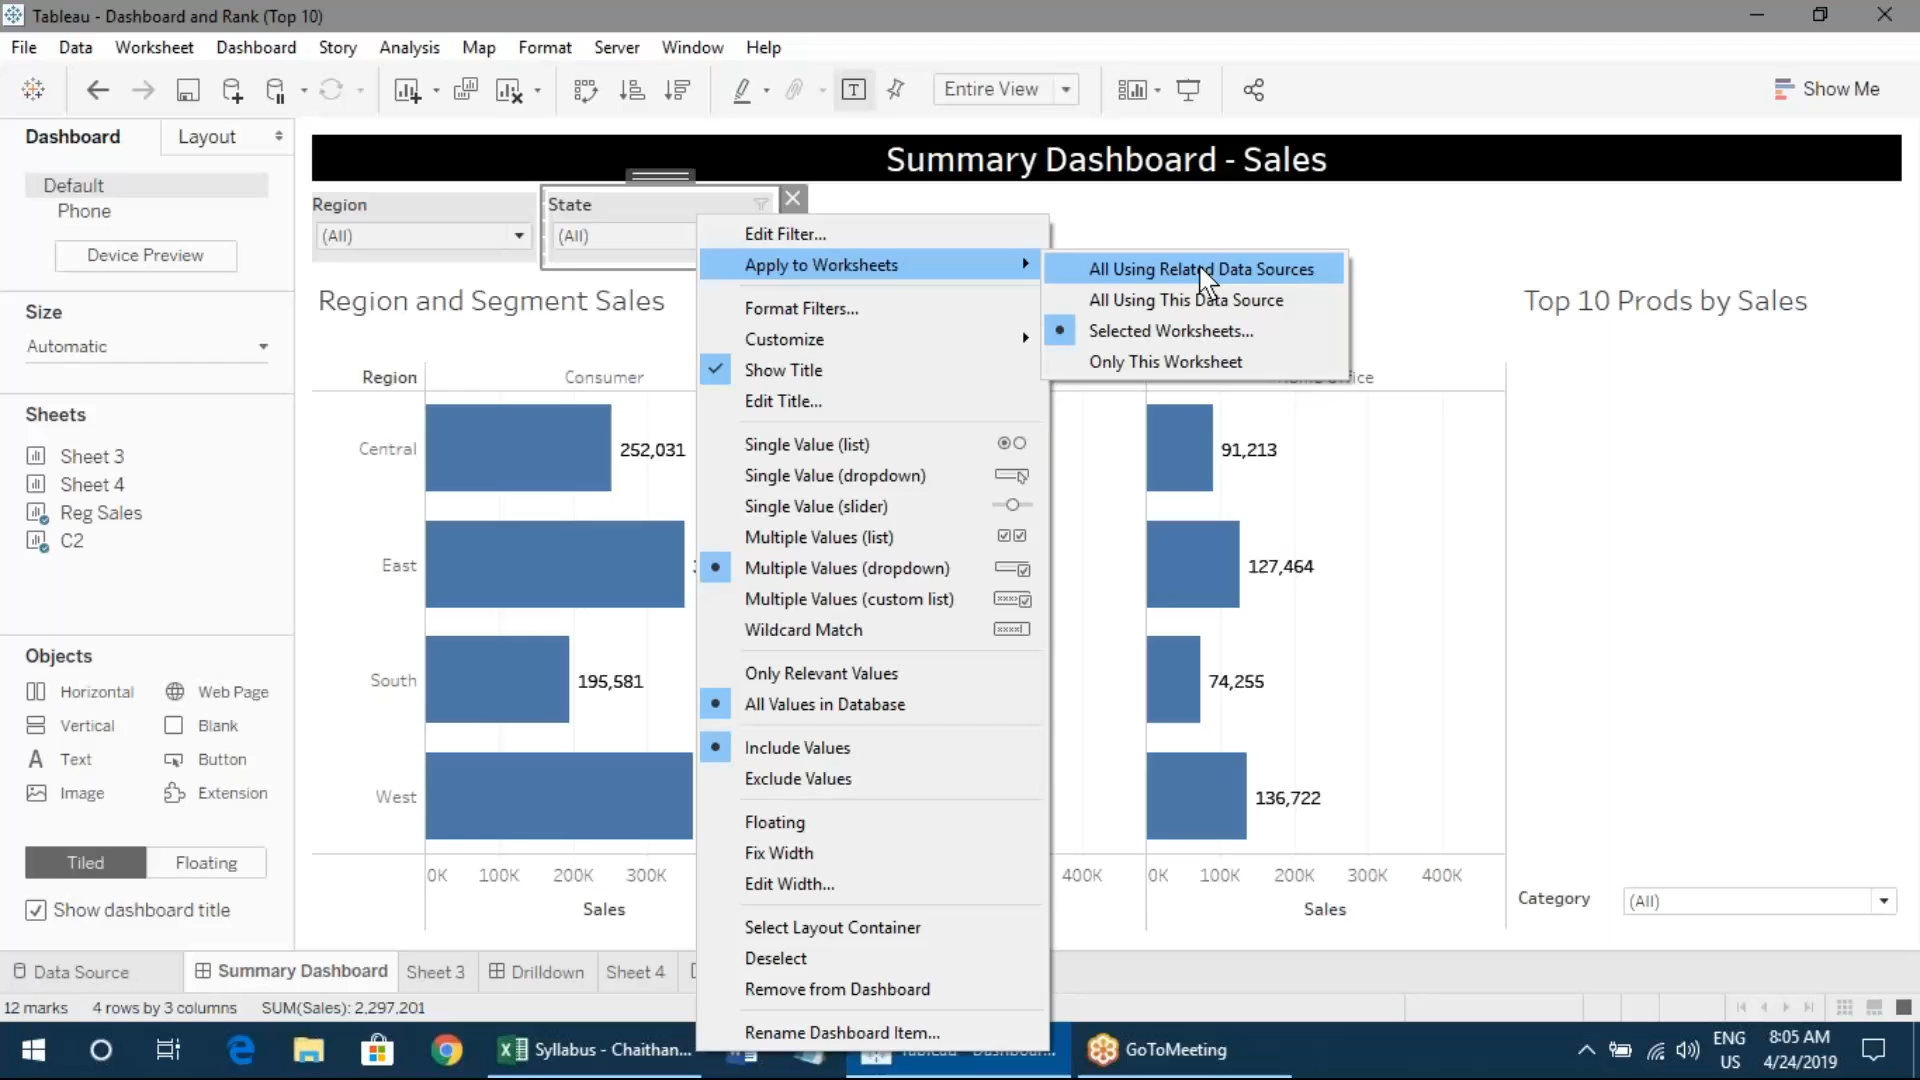 Tableau - Dashboard and Rank (Top 10)
File Data Worksheet Dashboard Story Analysis Map Format Server Window Help
Entire View
Show Me
Dashboard
Layout
Default
Phone
Device Preview
Size
Automatic
Sheets
Sheet 3
Sheet 4
Reg Sales
C2
Objects
Horizontal
Web Page
Vertical
Blank
Text
Button
Image
Extension
Tiled
Floating
Show dashboard title
Summary Dashboard - Sales
Region
(All)
State
(All)
Region and Segment Sales
Top 10 Prods by Sales
Region
Consumer
Central
252,031
91,213
East
127,464
South
195,581
74,255
West
136,722
0K 100K 200K 300K
400K
0K 100K 200K 300K 400K
Sales
Sales
Category
(All)
Edit Filter...
Apply to Worksheets
Format Filters...
Customize
Show Title
Edit Title...
Single Value (list)
Single Value (dropdown)
Single Value (slider)
Multiple Values (list)
Multiple Values (dropdown)
Multiple Values (custom list)
Wildcard Match
Only Relevant Values
All Values in Database
Include Values
Exclude Values
Floating
Fix Width
Edit Width...
Select Layout Container
Deselect
Remove from Dashboard
Rename Dashboard Item...
All Using Related Data Sources
All Using This Data Source
Selected Worksheets...
Only This Worksheet
Data Source
Summary Dashboard
Sheet 3
Drilldown
Sheet 4
12 marks 4 rows by 3 columns SUM(Sales): 2,297,201
Syllabus - Chaithan...
GoToMeeting
ENG
US
8:05 AM
4/24/2019